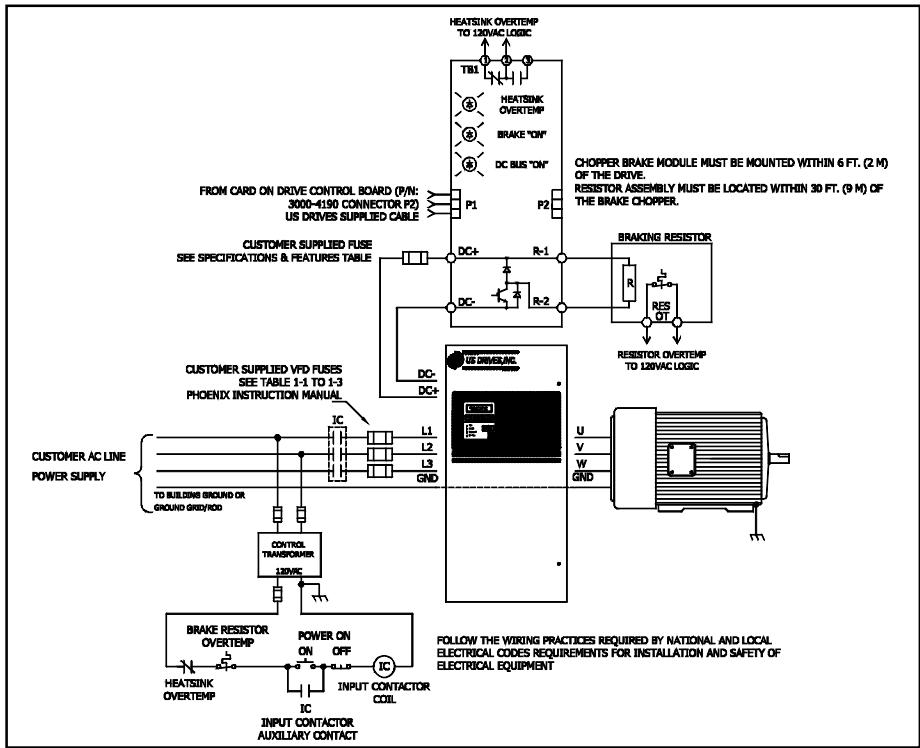 HEATSINK OVERTEMP
TO 120VAC LOGIC
1 2 3
TB1
HEATSINK
OVERTEMP
BRAKE "ON"
DC BUS "ON"
CHOPPER BRAKE MODULE MUST BE MOUNTED WITHIN 6 FT. (2 M)
OF THE DRIVE.
RESISTOR ASSEMBLY MUST BE LOCATED WITHIN 30 FT. (9 M) OF
THE BRAKE CHOPPER.
FROM CARD ON DRIVE CONTROL BOARD (P/N:
3000-4190 CONNECTOR P2)
US DRIVES SUPPLIED CABLE
P1
P2
CUSTOMER SUPPLIED FUSE
SEE SPECIFICATIONS & FEATURES TABLE
DC+
R-1
DC-
R-2
BRAKING RESISTOR
R
RES
OT
RESISTOR OVERTEMP
TO 120VAC LOGIC
US DRIVES, INC.
DC-
DC+
CUSTOMER SUPPLIED VFD FUSES
SEE TABLE 1-1 TO 1-3
PHOENIX INSTRUCTION MANUAL
IC
L1
L2
L3
GND
U
V
W
GND
CUSTOMER AC LINE
POWER SUPPLY
TO BUILDING GROUND OR
GROUND GRID/ROD
CONTROL
TRANSFORMER
120VAC
BRAKE RESISTOR
OVERTEMP
POWER ON
ON
OFF
HEATSINK
OVERTEMP
IC
INPUT CONTACTOR
COIL
IC
INPUT CONTACTOR
AUXILIARY CONTACT
FOLLOW THE WIRING PRACTICES REQUIRED BY NATIONAL AND LOCAL
ELECTRICAL CODES REQUIREMENTS FOR INSTALLATION AND SAFETY OF
ELECTRICAL EQUIPMENT